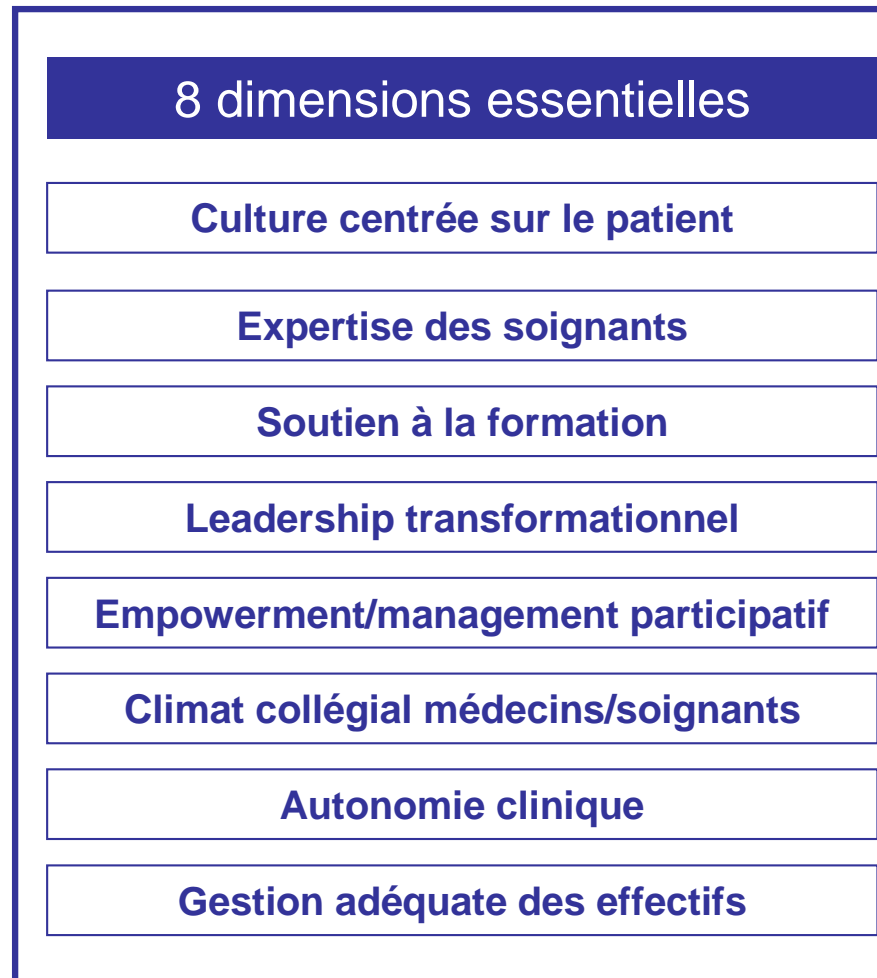 8 dimensions essentielles
Culture centrée sur le patient
Expertise des soignants
Soutien à la formation
Leadership transformationnel
Empowerment/management participatif
Climat collégial médecins/soignants
Autonomie clinique
Gestion adéquate des effectifs